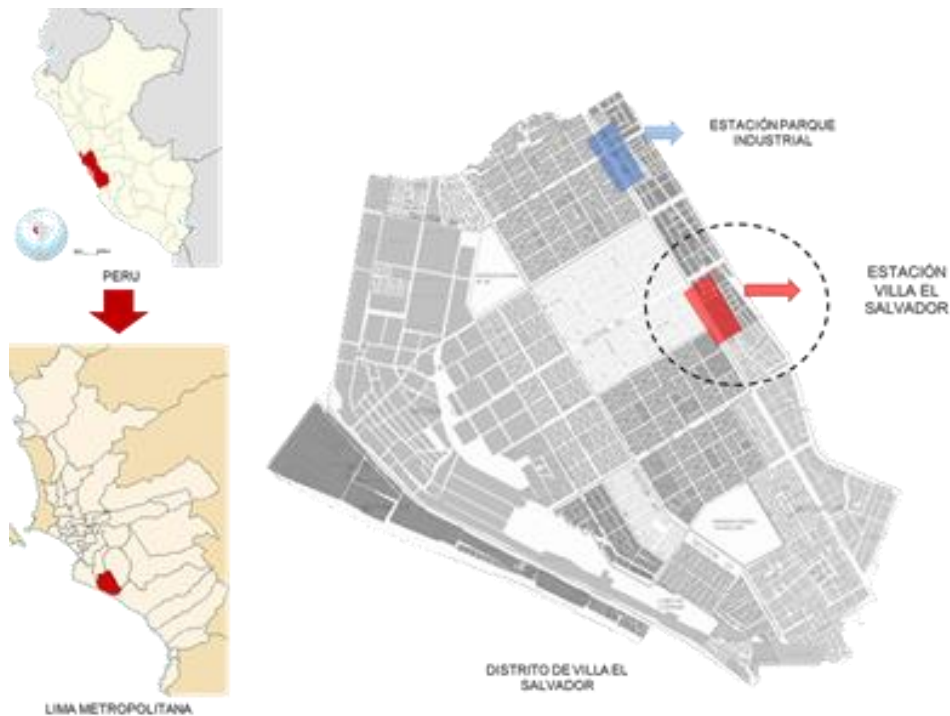 PERU
LIMA METROPOLITANA
ESTACIÓN PARQUE
INDUSTRIAL
ESTACIÓN
VILLA EL
SALVADOR
DISTRITO DE VILLA EL
SALVADOR